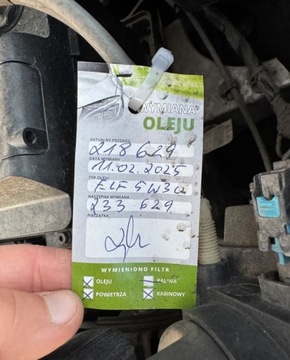 WYMIANA
OLEJU
AKTUALNY PRZEBIEG
218 629
DATA WYMIANY
11.02.2025
TYP OLEJU
ELF 5W30
NASTĘPNA WYMIANA
233 629
PIECZĄTKA
WYMIENIONO FILTR
OLEJU PALIWA
POWIETRZA KABINOWY